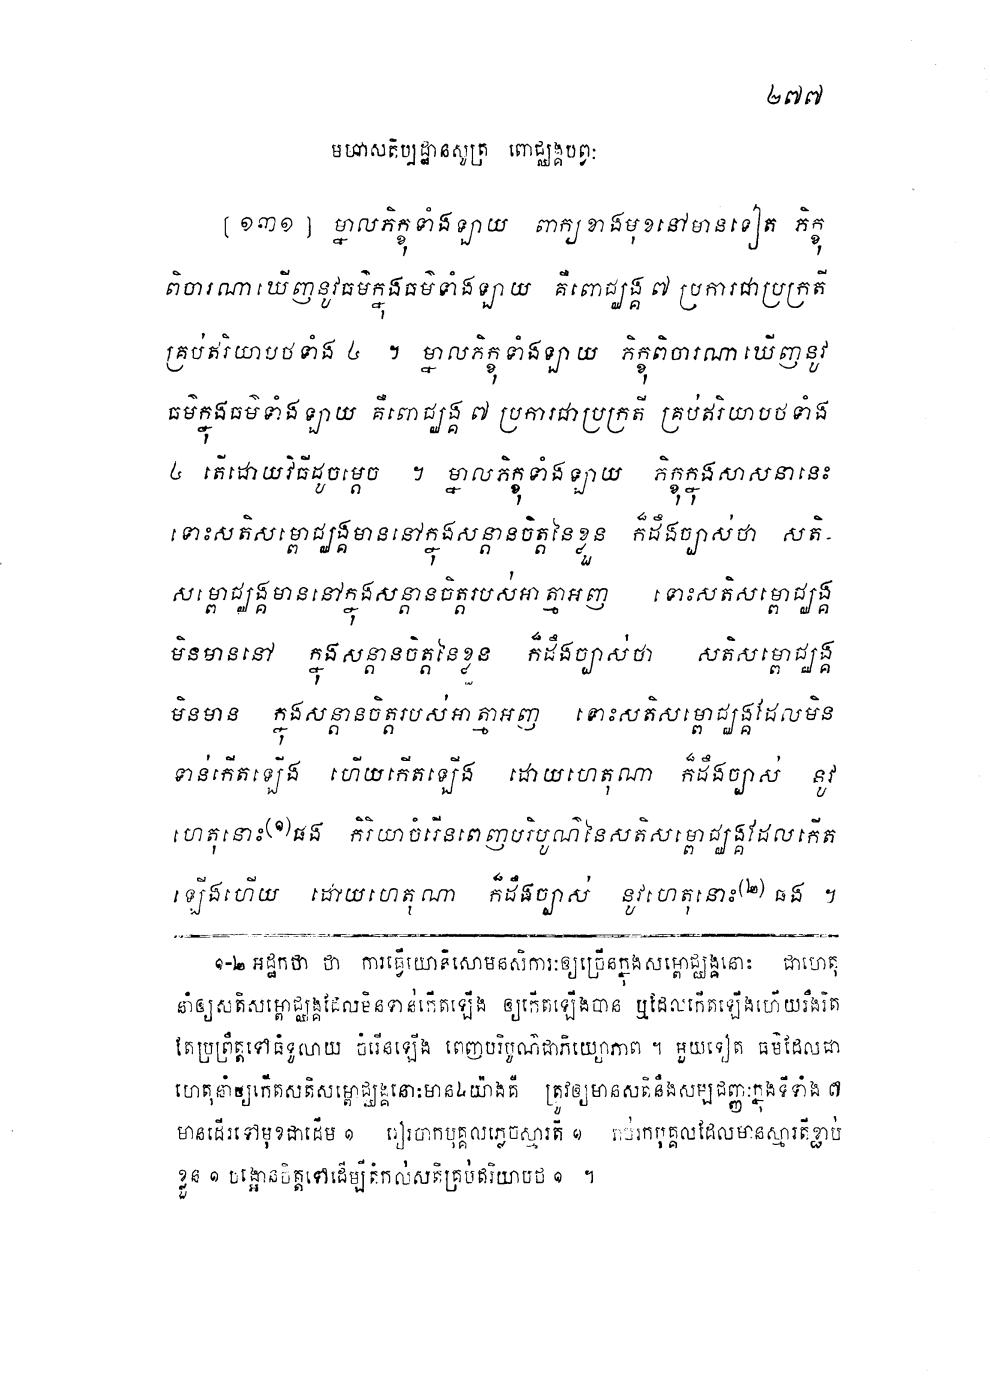 ២៧៧
មហាសតិប្បដ្ឋានសូត្រ ពោជ្ឈង្គបព្វៈ
[១៣១] ម្នាលភិក្ខុទាំងឡាយ ពាក្យខាងមុខនៅមានទៀត ភិក្ខុ
ពិចារណាឃើញនូវធម៌ក្នុងធម៌ទាំងឡាយ គឺពោជ្ឈង្គ ៧ ប្រការជាប្រក្រតី
គ្រប់ឥរិយាបថទាំង ៤ ។ ម្នាលភិក្ខុទាំងឡាយ ភិក្ខុពិចារណាឃើញនូវ
ធម៌ក្នុងធម៌ទាំងឡាយ គឺពោជ្ឈង្គ ៧ ប្រការជាប្រក្រតី គ្រប់ឥរិយាបថទាំង
៤ តើដោយវិធីដូចម្តេច ។ ម្នាលភិក្ខុទាំងឡាយ ភិក្ខុក្នុងសាសនានេះ
ទោះសតិសម្ពោជ្ឈង្គមាននៅក្នុងសន្តានចិត្តនៃខ្លួន ក៏ដឹងច្បាស់ថា សតិ-
សម្ពោជ្ឈង្គមាននៅក្នុងសន្តានចិត្តរបស់អាត្មាអញ ទោះសតិសម្ពោជ្ឈង្គ
មិនមាននៅ ក្នុងសន្តានចិត្តនៃខ្លួន ក៏ដឹងច្បាស់ថា សតិសម្ពោជ្ឈង្គ
មិនមាន ក្នុងសន្តានចិត្តរបស់អាត្មាអញ ទោះសតិសម្ពោជ្ឈង្គដែលមិន
ទាន់កើតឡើង ហើយកើតឡើង ដោយហេតុណា ក៏ដឹងច្បាស់ នូវ
ហេតុនោះ(១)ផង កិរិយាចំរើនពេញបរិបូណ៌នៃសតិសម្ពោជ្ឈង្គដែលកើត
ឡើងហើយ ដោយហេតុណា ក៏ដឹងច្បាស់ នូវហេតុនោះ(២) ផង ។
១-២ អដ្ឋកថា ថា ការធ្វើយោនិសោមនសិការៈឲ្យច្រើនក្នុងសម្ពោជ្ឈង្គនោះ ជាហេតុ
នាំឲ្យសតិសម្ពោជ្ឈង្គដែលមិនទាន់កើតឡើង ឲ្យកើតឡើងបាន ឬដែលកើតឡើងហើយរឹងរិត
តែប្រព្រឹត្តទៅធំទូលាយ ចំរើនឡើង ពេញបរិបូណ៌ជាភិយ្យោភាព ។ មួយទៀត ធម៌ដែលជា
ហេតុនាំឲ្យកើតសតិសម្ពោជ្ឈង្គនោះមាន៤យ៉ាងគឺ ត្រូវឲ្យមានសតិនឹងសម្បជញ្ញៈក្នុងទីទាំង ៧
មានដើរទៅមុខជាដើម ១ វៀរចាកបុគ្គលភ្លេចស្មារតី ១ រកបុគ្គលដែលមានស្មារតីខ្ជាប់
ខ្លួន ១ បង្អោនចិត្តទៅដើម្បីតំកល់សតិគ្រប់ឥរិយាបថ ១ ។